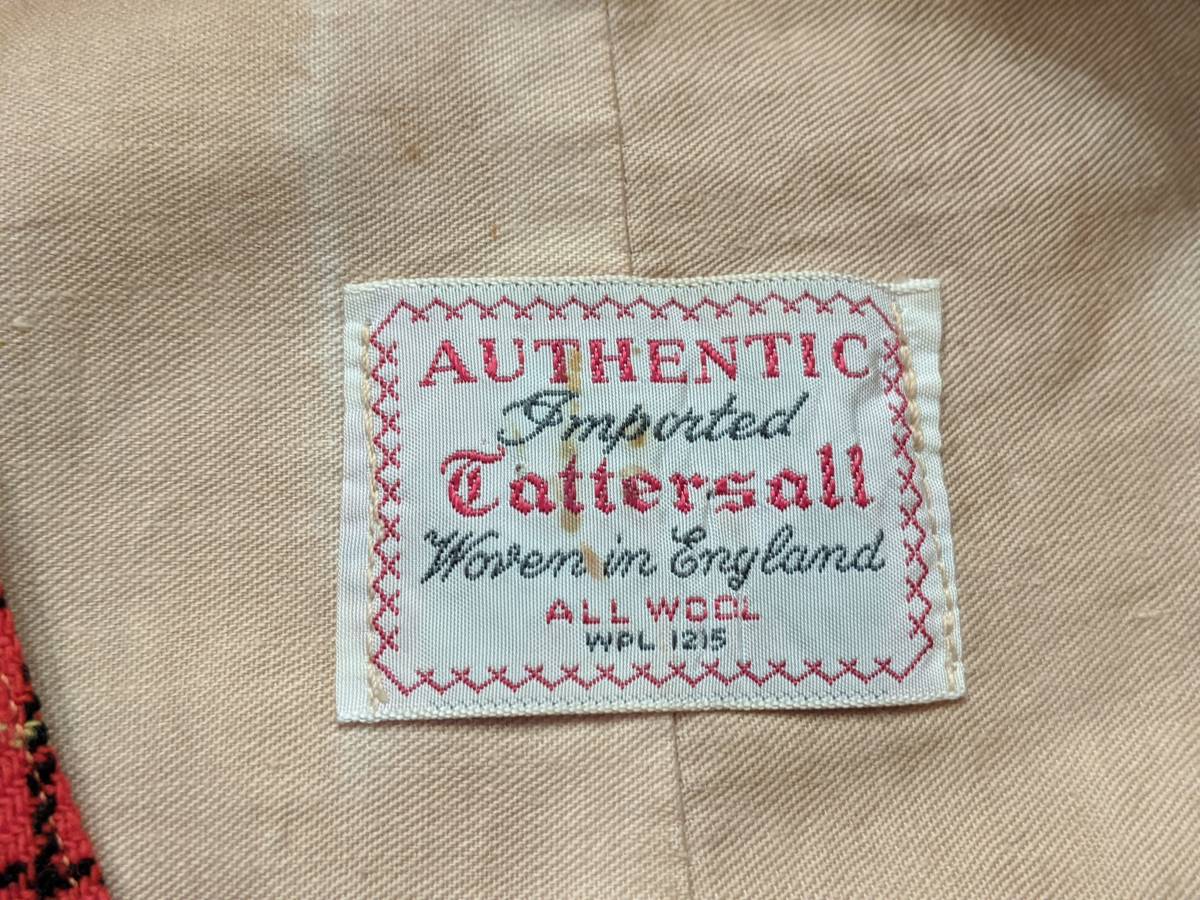 AUTHENTIC
Imported
Tattersall
Woven in England
ALL WOOL
WPL 1215